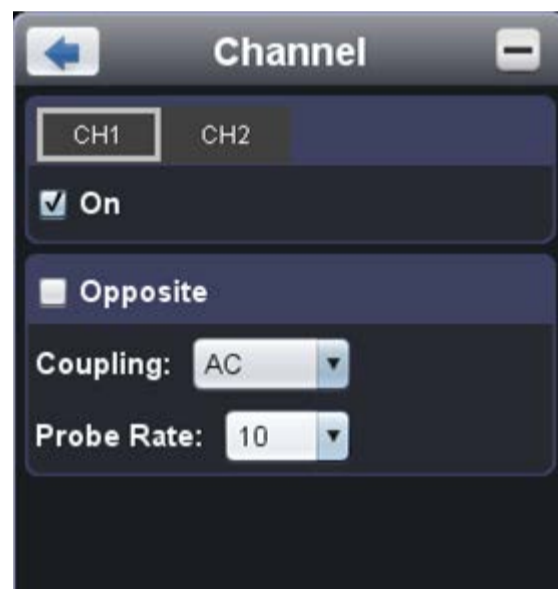 Channel
CH1 CH2
On
Opposite
Coupling: AC
Probe Rate: 10